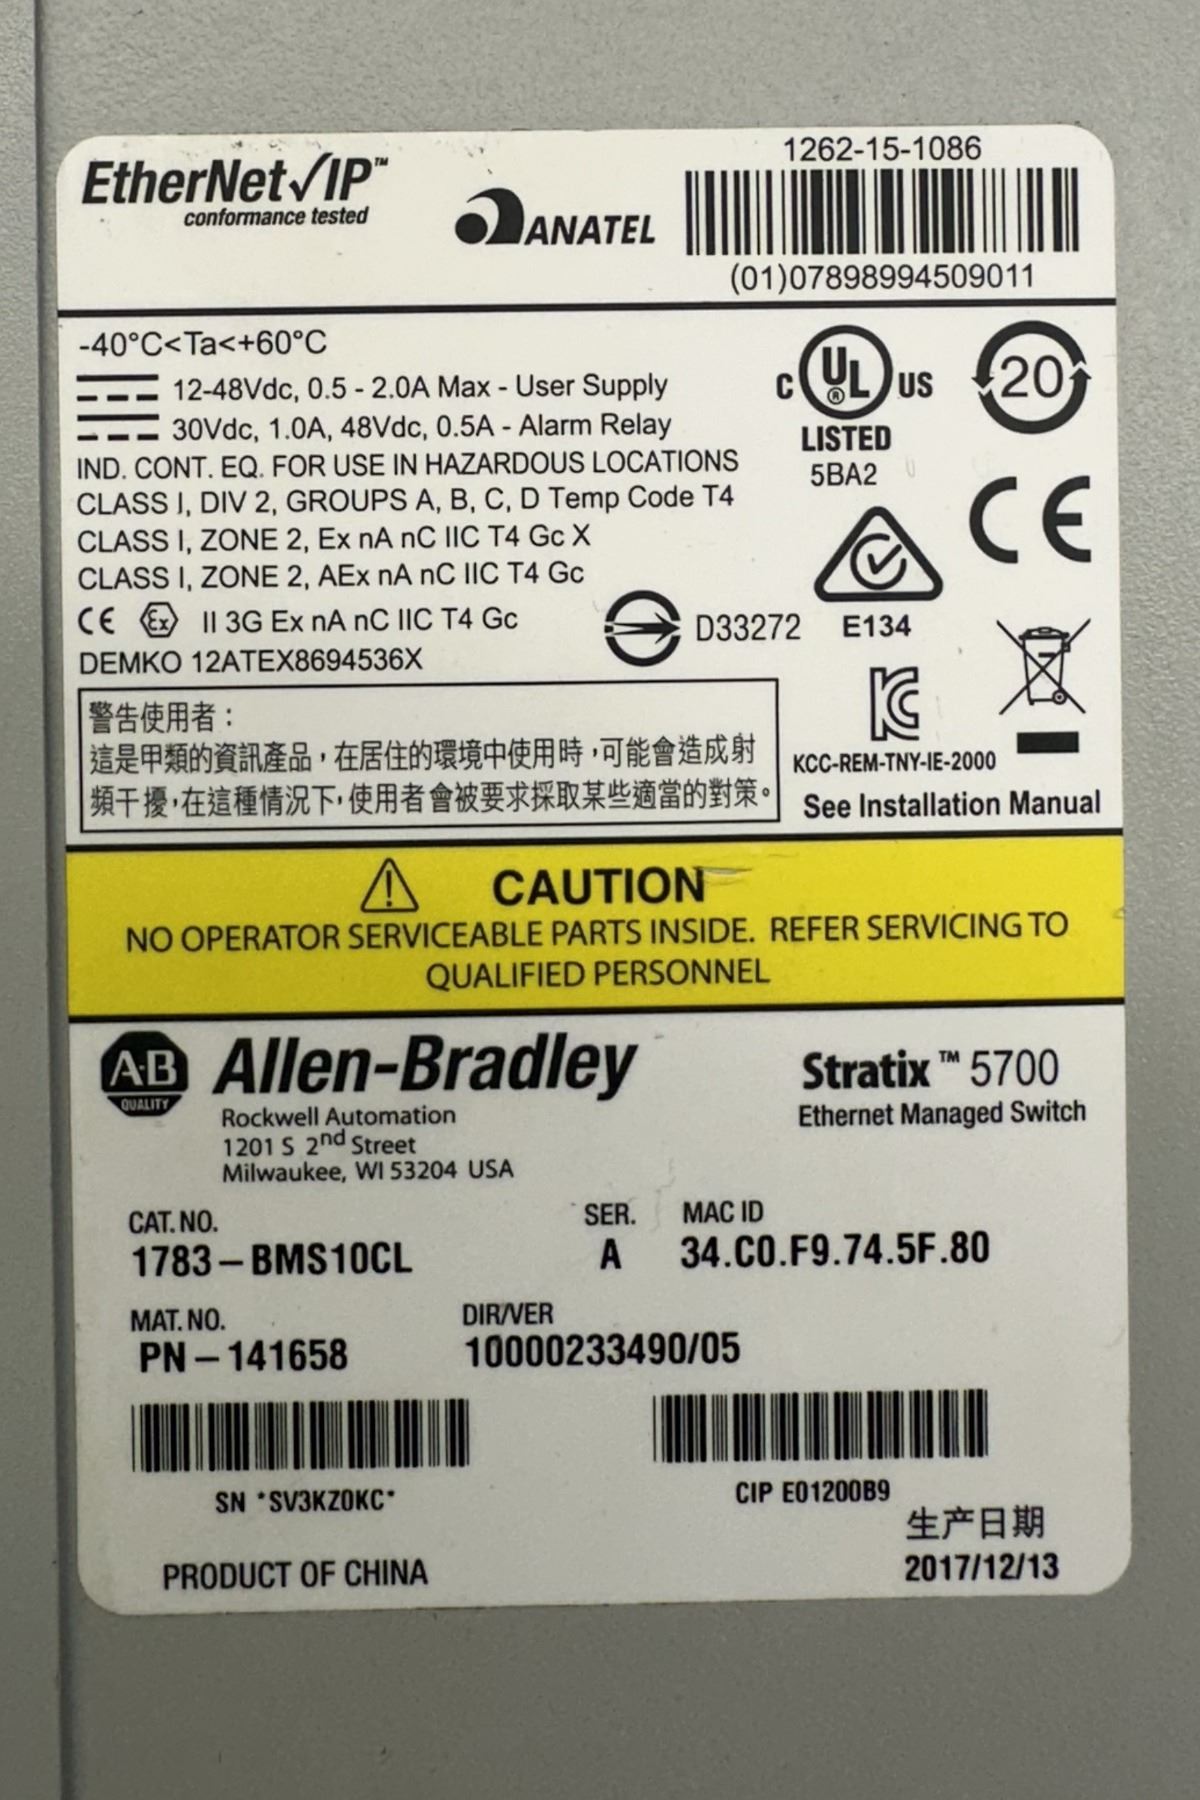 EtherNet/IP™
conformance tested
ANATEL
1262-15-1086
(01)07898994509011
-40°C<Ta<+60°C
12-48Vdc, 0.5 - 2.0A Max - User Supply
30Vdc, 1.0A, 48Vdc, 0.5A - Alarm Relay
IND. CONT. EQ. FOR USE IN HAZARDOUS LOCATIONS
CLASS I, DIV 2, GROUPS A, B, C, D Temp Code T4
CLASS I, ZONE 2, Ex nA nC IIC T4 Gc X
CLASS I, ZONE 2, AEx nA nC IIC T4 Gc
CE Ex II 3G Ex nA nC IIC T4 Gc
DEMKO 12ATEX8694536X
C UL® US
LISTED
5BA2
20
CE
D33272
E134
KC
KCC-REM-TNY-IE-2000
See Installation Manual
警告使用者：
這是甲類的資訊產品，在居住的環境中使用時，可能會造成射
頻干擾，在這種情況下，使用者會被要求採取某些適當的對策。
CAUTION
NO OPERATOR SERVICEABLE PARTS INSIDE. REFER SERVICING TO
QUALIFIED PERSONNEL
A·B
QUALITY
Allen-Bradley
Rockwell Automation
1201 S 2nd Street
Milwaukee, WI 53204 USA
Stratix™ 5700
Ethernet Managed Switch
CAT. NO. SER. MAC ID
1783-BMS10CL A 34.C0.F9.74.5F.80
MAT. NO. DIR/VER
PN-141658 10000233490/05
SN *SV3KZ0KC*
CIP E01200B9
生产日期
2017/12/13
PRODUCT OF CHINA